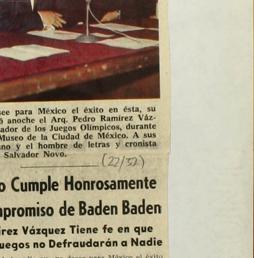 see para México el éxito en ésta, su
ó anoche el Arq. Pedro Ramírez Váz-
ador de los Juegos Olímpicos, durante
Museo de la Ciudad de México. A sus
no y el hombre de letras y cronista
Salvador Novo.
(22/32)
o Cumple Honrosamente
promiso de Baden Baden
írez Vázquez Tiene fe en que
uegos no Defraudarán a Nadie